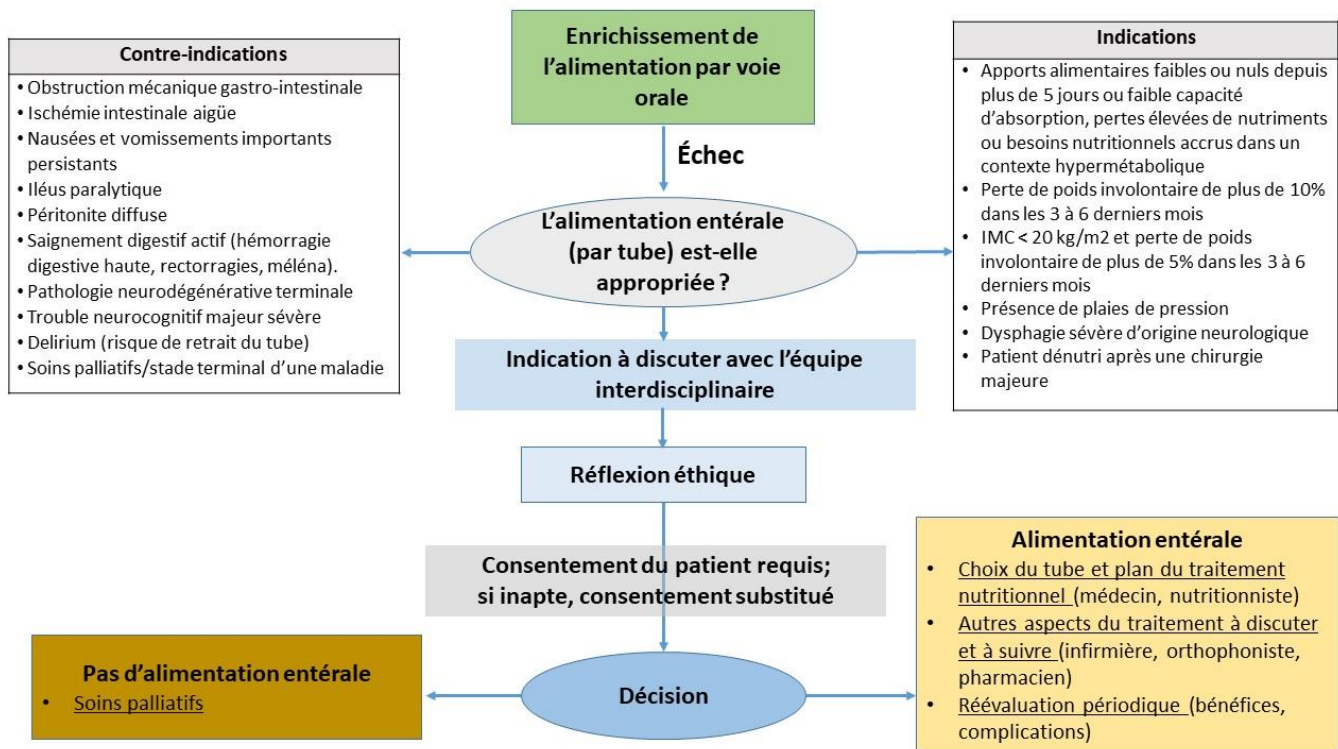 Enrichissement de
l'alimentation par voie
orale
Contre-indications
• Obstruction mécanique gastro-intestinale
• Ischémie intestinale aigüe
• Nausées et vomissements importants
persistants
• Iléus paralytique
• Péritonite diffuse
• Saignement digestif actif (hémorragie
digestive haute, rectorragies, méléna).
• Pathologie neurodégénérative terminale
• Trouble neurocognitif majeur sévère
• Delirium (risque de retrait du tube)
• Soins palliatifs/stade terminal d'une maladie
Indications
• Apports alimentaires faibles ou nuls depuis
plus de 5 jours ou faible capacité
d'absorption, pertes élevées de nutriments
ou besoins nutritionnels accrus dans un
contexte hypermétabolique
• Perte de poids involontaire de plus de 10%
dans les 3 à 6 derniers mois
• IMC < 20 kg/m2 et perte de poids
involontaire de plus de 5% dans les 3 à 6
derniers mois
• Présence de plaies de pression
• Dysphagie sévère d'origine neurologique
• Patient dénutri après une chirurgie
majeure
Échec
L'alimentation entérale
(par tube) est-elle
appropriée ?
Indication à discuter avec l'équipe
interdisciplinaire
Réflexion éthique
Consentement du patient requis;
si inapte, consentement substitué
Décision
Pas d'alimentation entérale
• Soins palliatifs
Alimentation entérale
• Choix du tube et plan du traitement
nutritionnel (médecin, nutritionniste)
• Autres aspects du traitement à discuter
et à suivre (infirmière, orthophoniste,
pharmacien)
• Réévaluation périodique (bénéfices,
complications)